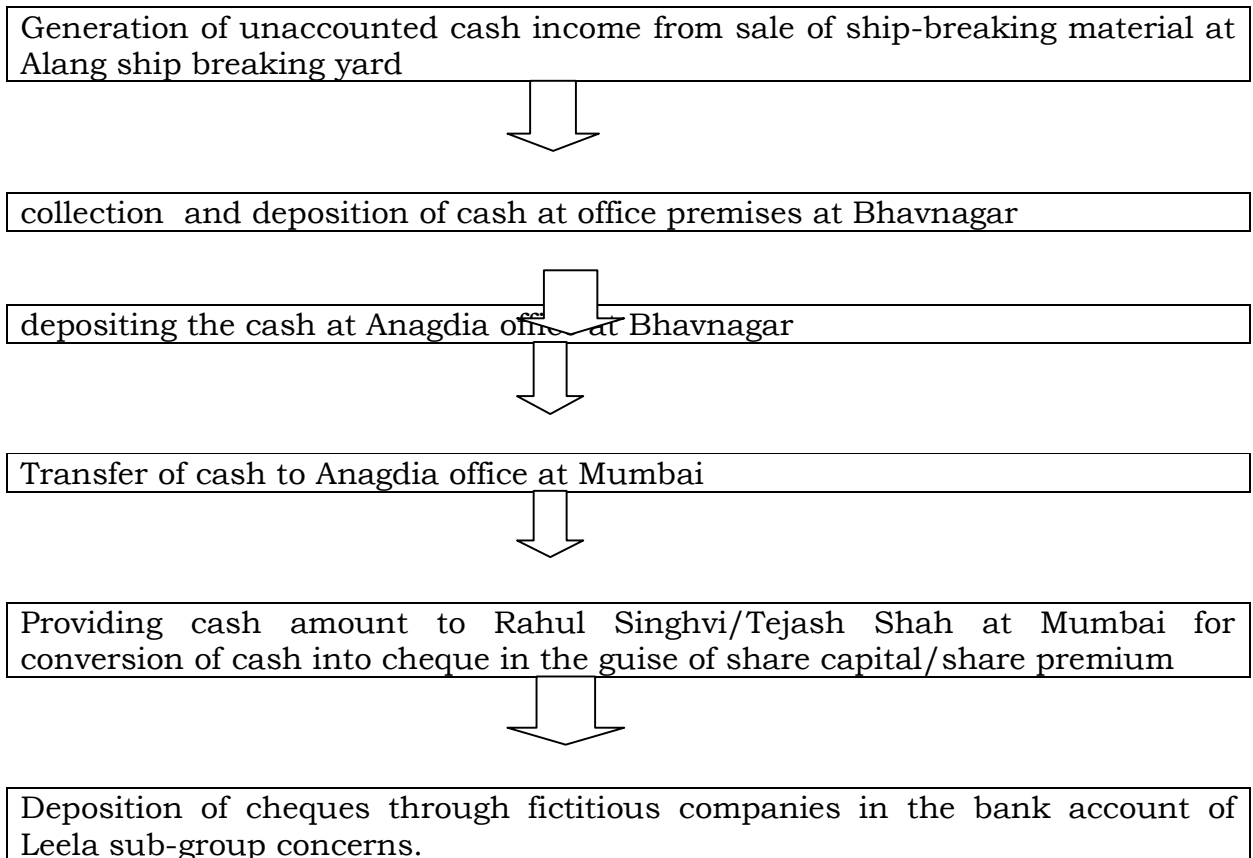 Generation of unaccounted cash income from sale of ship-breaking material at
Alang ship breaking yard
collection and deposition of cash at office premises at Bhavnagar
depositing the cash at Anagdia office at Bhavnagar
Transfer of cash to Anagdia office at Mumbai
Providing cash amount to Rahul Singhvi/Tejash Shah at Mumbai for
conversion of cash into cheque in the guise of share capital/share premium
Deposition of cheques through fictitious companies in the bank account of
Leela sub-group concerns.